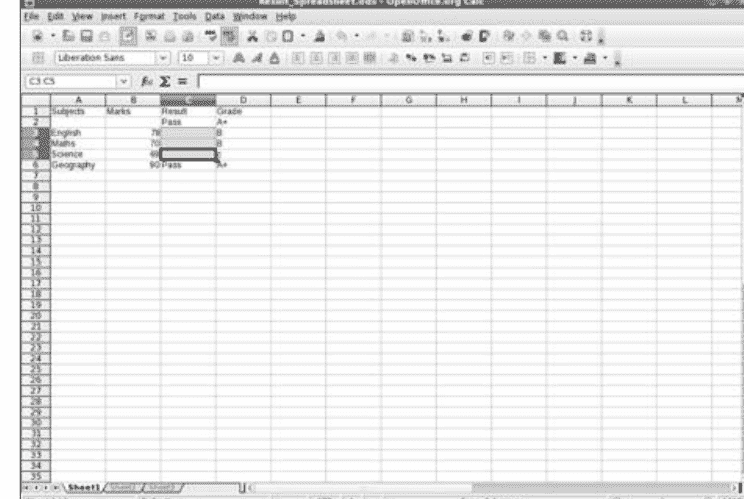 Result_Spreadsheet.ods - OpenOffice.org Calc
File Edit View Insert Format Tools Data Window Help
Liberation Sans 10
C3:C5
A B C D E F G H I J K L M
1 Subjects Marks Result Grade
2 Pass A+
3 English 78 B
4 Maths 70 B
5 Science
6 Geography 90 Pass A+
7
8
9
10
11
12
13
14
15
16
17
18
19
20
21
22
23
24
25
26
27
28
29
30
31
32
33
34
35
Sheet1 Sheet2 Sheet3